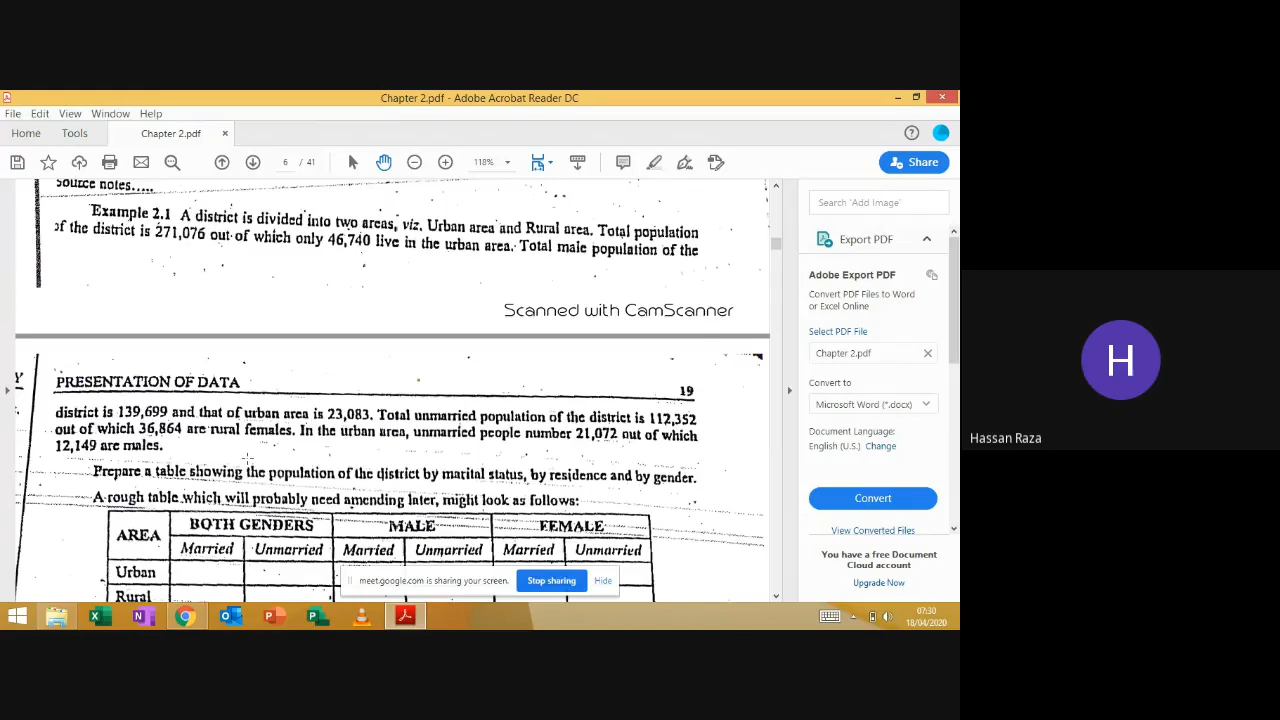 Chapter 2.pdf - Adobe Acrobat Reader DC
File Edit View Window Help
Home Tools Chapter 2.pdf ×
6 / 41 118% Share
Source notes.....
Example 2.1 A district is divided into two areas, viz. Urban area and Rural area. Total population
of the district is 271,076 out of which only 46,740 live in the urban area. Total male population of the
Scanned with CamScanner
Y
PRESENTATION OF DATA 19
district is 139,699 and that of urban area is 23,083. Total unmarried population of the district is 112,352
out of which 36,864 are rural females. In the urban area, unmarried people number 21,072 out of which
12,149 are males.
Prepare a table showing the population of the district by marital status, by residence and by gender.
A rough table which will probably need amending later, might look as follows:
AREA BOTH GENDERS MALE FEMALE
Married Unmarried Married Unmarried Married Unmarried
Urban
Rural
Search 'Add Image'
Export PDF
Adobe Export PDF
Convert PDF Files to Word
or Excel Online
Select PDF File
Chapter 2.pdf
Convert to
Microsoft Word (*.docx)
Document Language:
English (U.S.) Change
Convert
View Converted Files
You have a free Document
Cloud account
Upgrade Now
meet.google.com is sharing your screen. Stop sharing Hide
07:30
18/04/2020
H
Hassan Raza